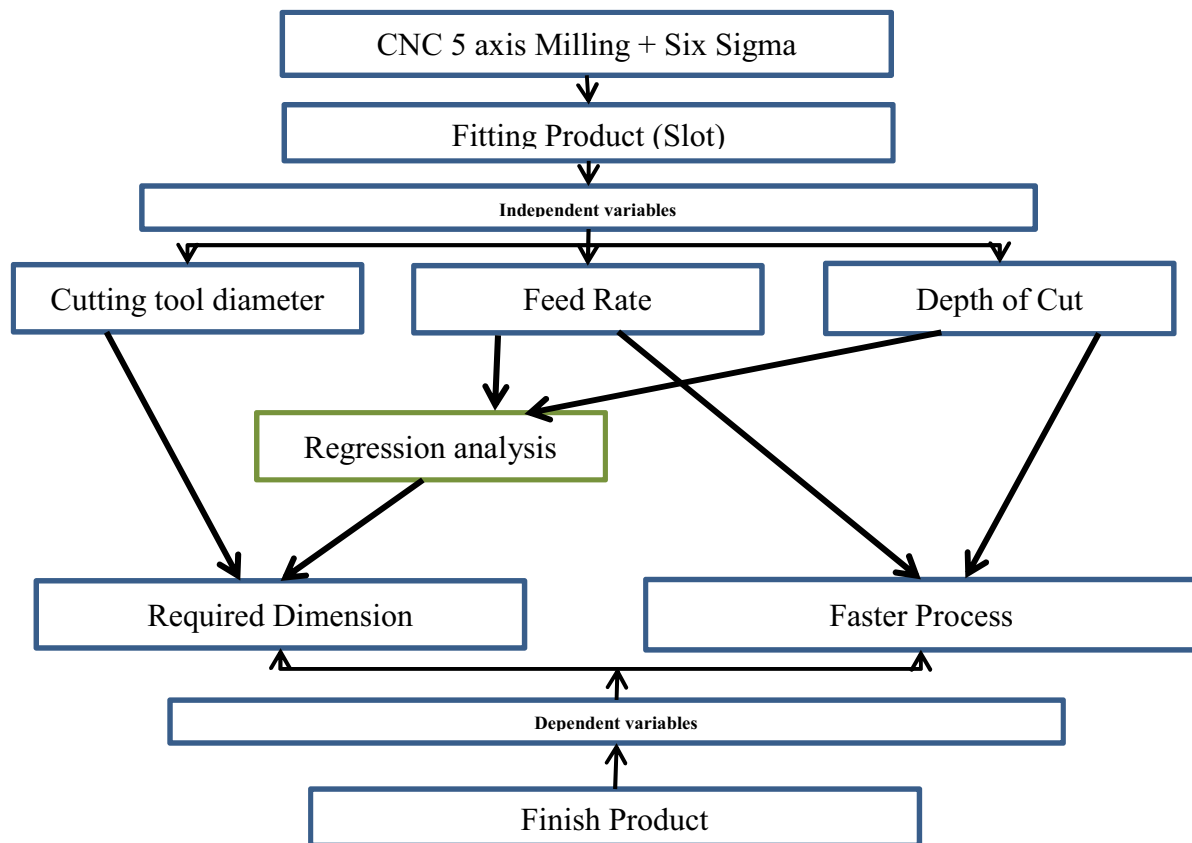 CNC 5 axis Milling + Six Sigma
Fitting Product (Slot)
Independent variables
Cutting tool diameter
Feed Rate
Depth of Cut
Regression analysis
Required Dimension
Faster Process
Dependent variables
Finish Product